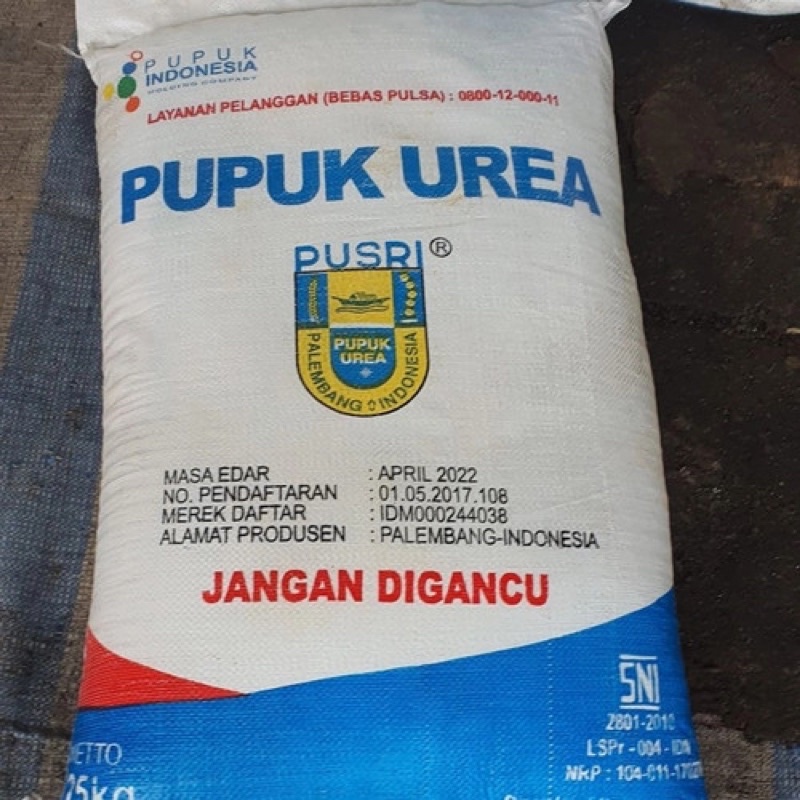 PUPUK
INDONESIA
HOLDING COMPANY
LAYANAN PELANGGAN (BEBAS PULSA) : 0800-12-000-11
PUPUK UREA
PUSRI®
PUPUK
UREA
PALEMBANG INDONESIA
MASA EDAR : APRIL 2022
NO. PENDAFTARAN : 01.05.2017.108
MEREK DAFTAR : IDM000244038
ALAMAT PRODUSEN : PALEMBANG-INDONESIA
JANGAN DIGANCU
SNI
2801-2010
LSPr - 004 - IDN
NRP :
NETTO
25kg